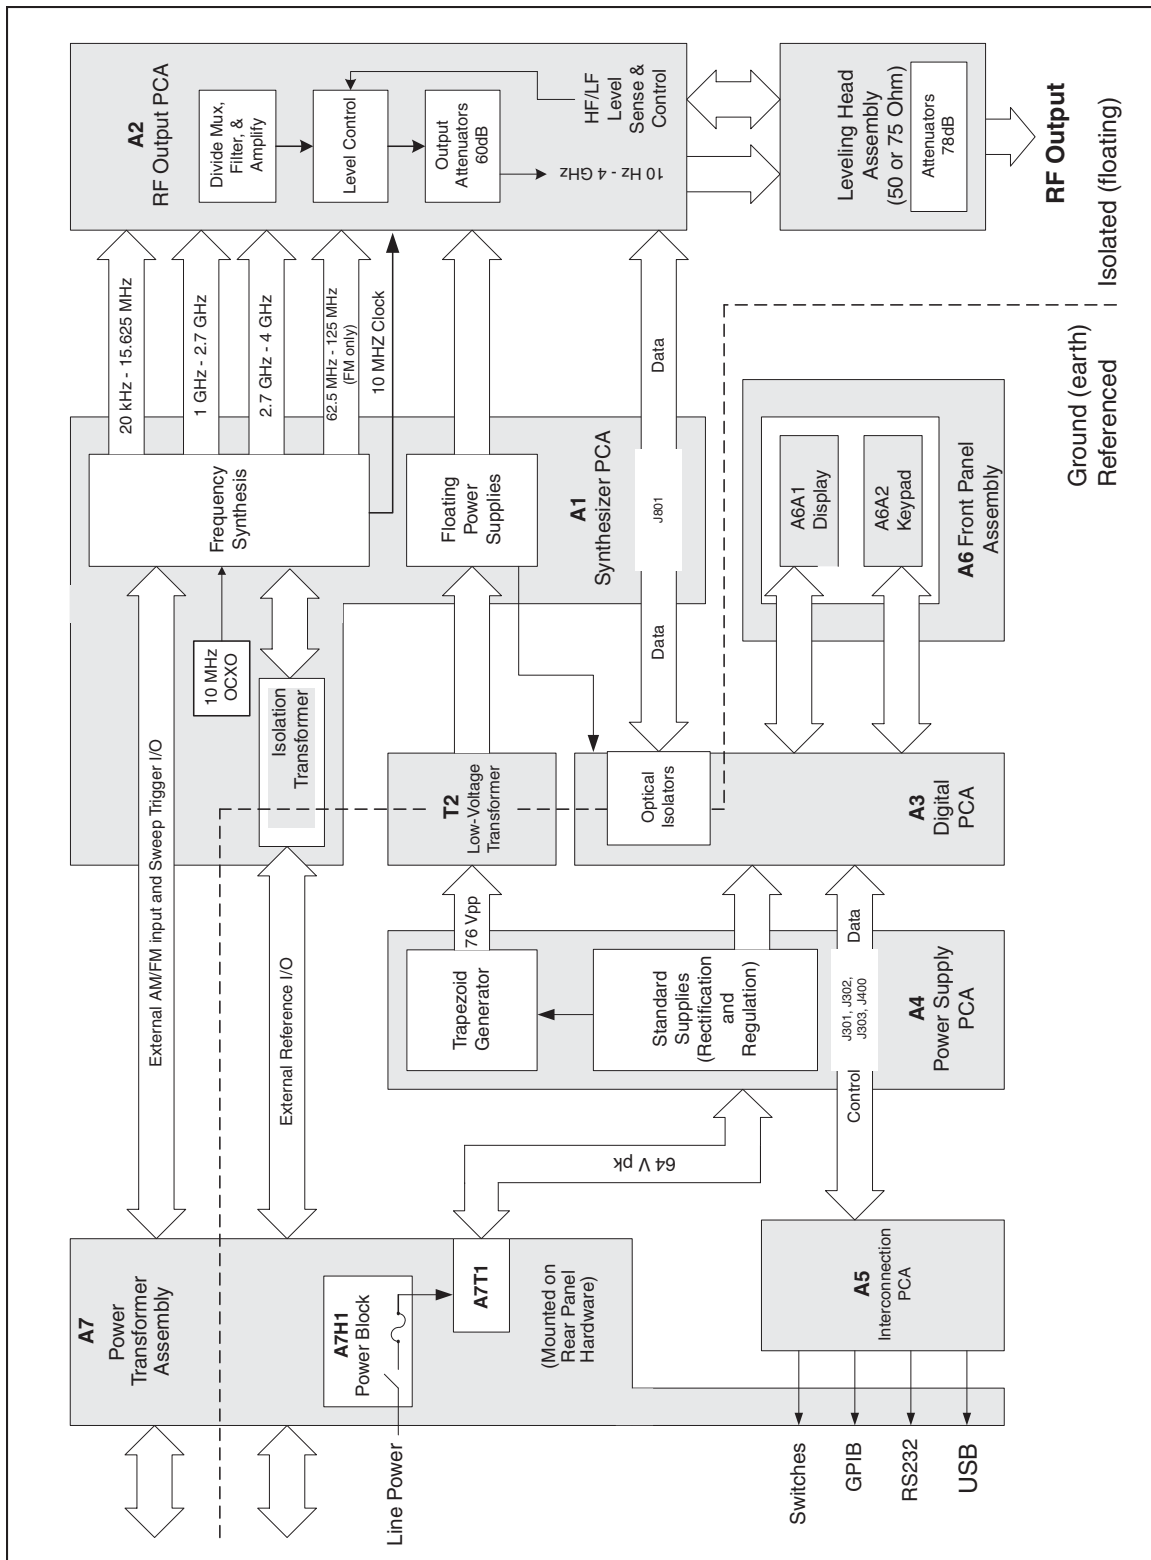 A7
Power
Transformer
Assembly
A7H1
Power Block
A7T1
(Mounted on
Rear Panel
Hardware)
Line Power
Switches
GPIB
RS232
USB
A5
Interconnection
PCA
External AM/FM input and Sweep Trigger I/O
External Reference I/O
64 V pk
Trapezoid
Generator
76 Vpp
Standard
Supplies
(Rectification
and
Regulation)
Control
J301, J302,
J303, J400
Data
A4
Power Supply
PCA
10 MHz
OCXO
Isolation
Transformer
T2
Low-Voltage
Transformer
Optical
Isolators
A3
Digital
PCA
Frequency
Synthesis
Floating
Power
Supplies
A1
Synthesizer PCA
Data
J801
Data
A6A1
Display
A6A2
Keypad
A6 Front Panel
Assembly
20 kHz - 15.625 MHz
1 GHz - 2.7 GHz
2.7 GHz - 4 GHz
62.5 MHz - 125 MHz
(FM only)
10 MHZ Clock
A2
RF Output PCA
Divide Mux,
Filter, &
Amplify
Level Control
Output
Attenuators
60dB
10 Hz - 4 GHz
HF/LF
Level
Sense &
Control
Leveling Head
Assembly
(50 or 75 Ohm)
Attenuators
78dB
RF Output
Isolated (floating)
Ground (earth)
Referenced